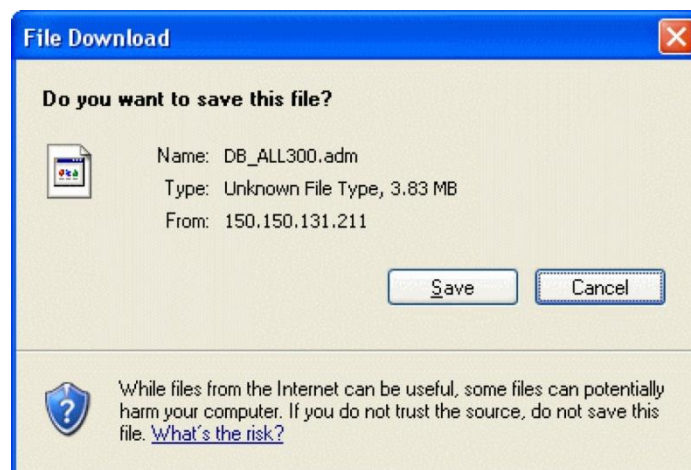 File Download
Do you want to save this file?
Name: DB_ALL300.adm
Type: Unknown File Type, 3.83 MB
From: 150.150.131.211
Save Cancel
While files from the Internet can be useful, some files can potentially
harm your computer. If you do not trust the source, do not save this
file. What's the risk?